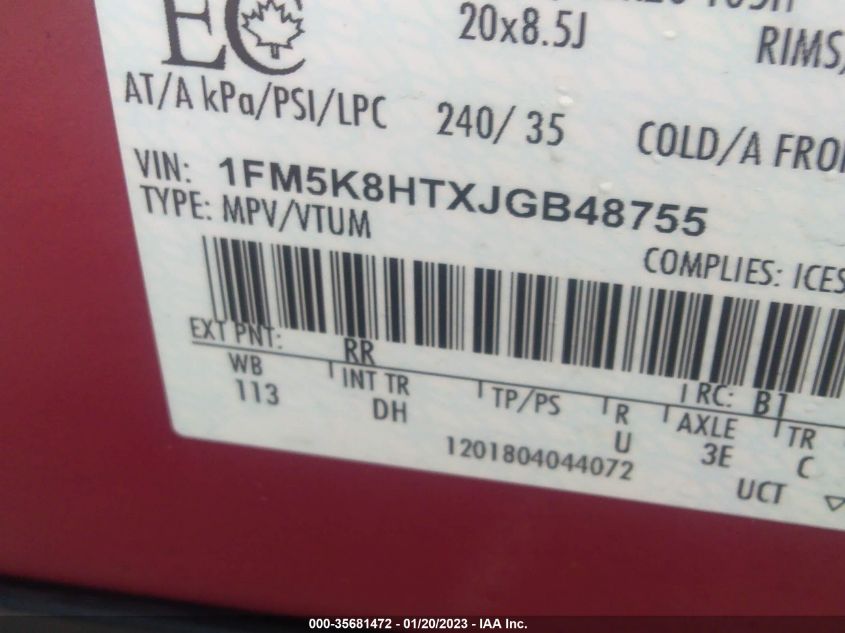 EC
20x8.5J
RIMS/
AT/A kPa/PSI/LPC 240/ 35 COLD/A FRO
VIN: 1FM5K8HTXJGB48755
TYPE: MPV/VTUM
COMPLIES: ICES
EXT PNT: RR RC: B1
WB INT TR TP/PS R AXLE TR
113 DH U 3E C
1201804044072
UCT
000-35681472 - 01/20/2023 - IAA Inc.